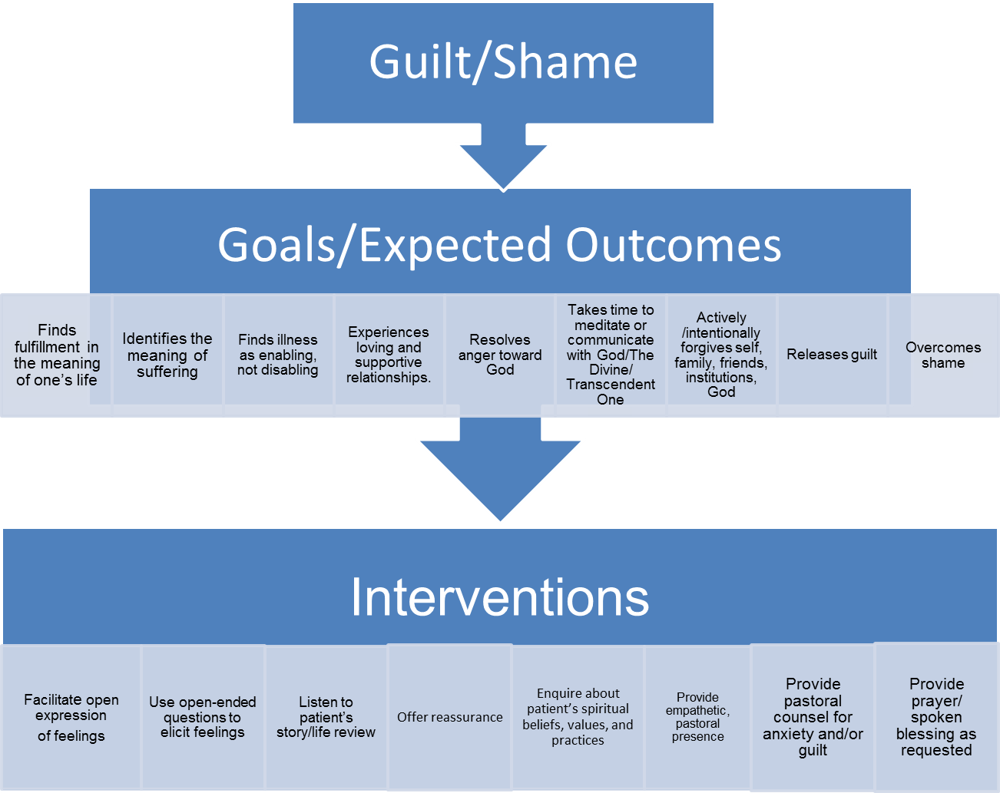 Guilt/Shame
Goals/Expected Outcomes
Finds
fulfillment in
the meaning
of one’s life
Identifies the
meaning of
suffering
Finds illness
as enabling,
not disabling
Experiences
loving and
supportive
relationships.
Resolves
anger toward
God
Takes time to
meditate or
communicate
with God/The
Divine/
Transcendent
One
Actively
/intentionally
forgives self,
family, friends,
institutions,
God
Releases guilt
Overcomes
shame
Interventions
Facilitate open
expression
of feelings
Use open-ended
questions to
elicit feelings
Listen to
patient’s
story/life review
Offer reassurance
Enquire about
patient’s spiritual
beliefs, values, and
practices
Provide
empathetic,
pastoral
presence
Provide
pastoral
counsel for
anxiety and/or
guilt
Provide
prayer/
spoken
blessing as
requested